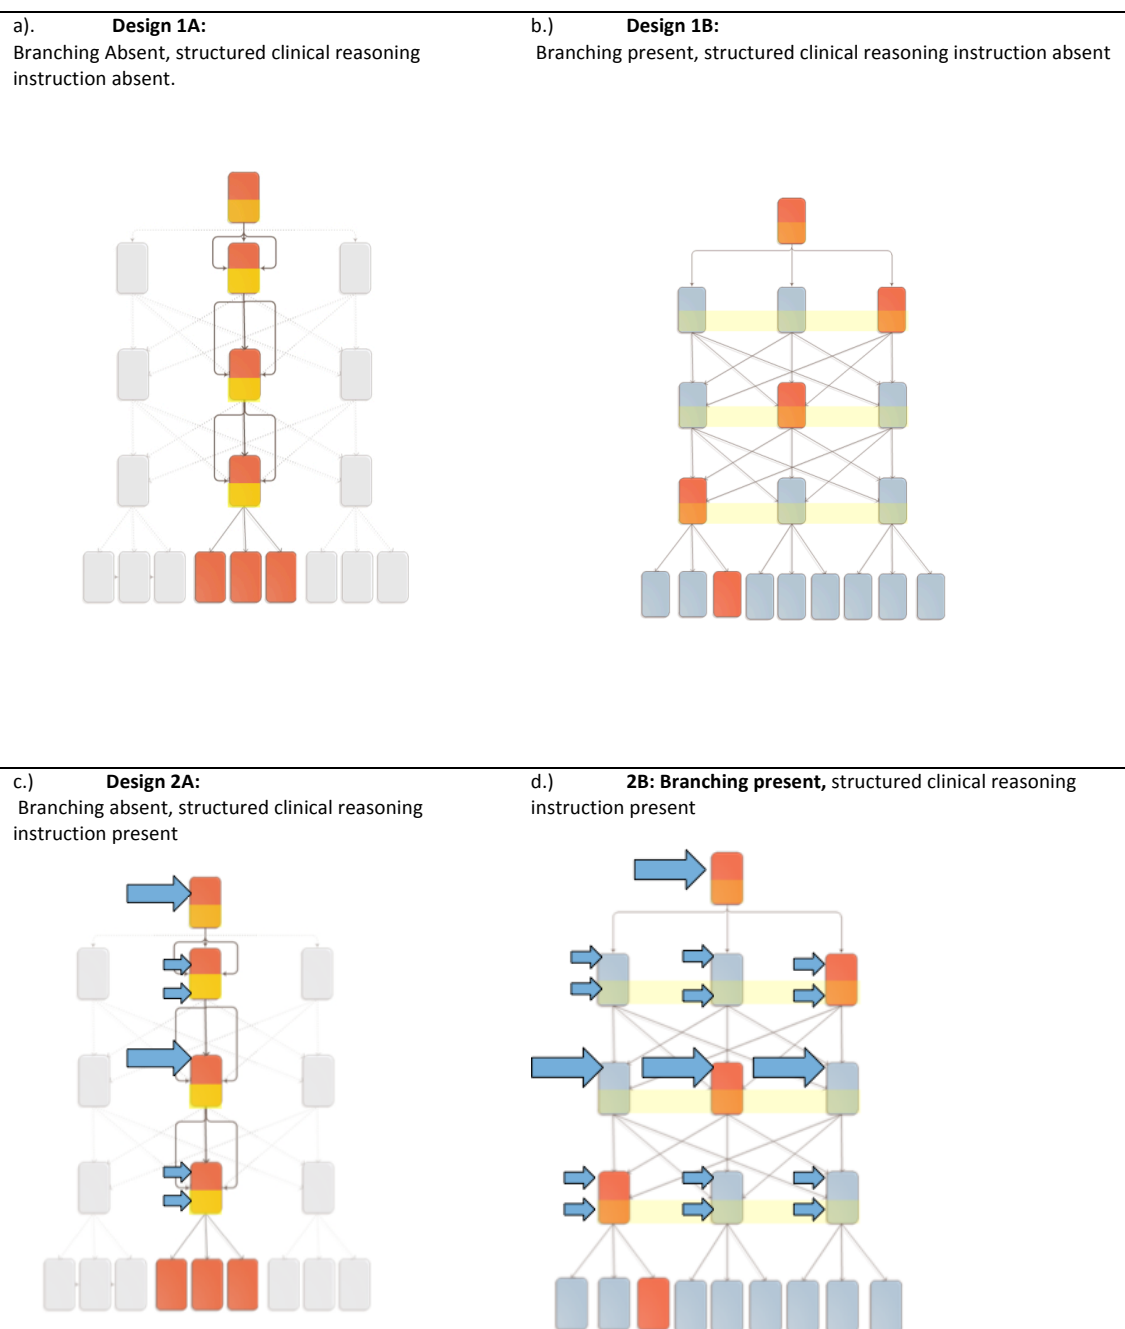 a). Design 1A:
Branching Absent, structured clinical reasoning
instruction absent.
b.) Design 1B:
Branching present, structured clinical reasoning instruction absent
c.) Design 2A:
Branching absent, structured clinical reasoning
instruction present
d.) 2B: Branching present, structured clinical reasoning
instruction present